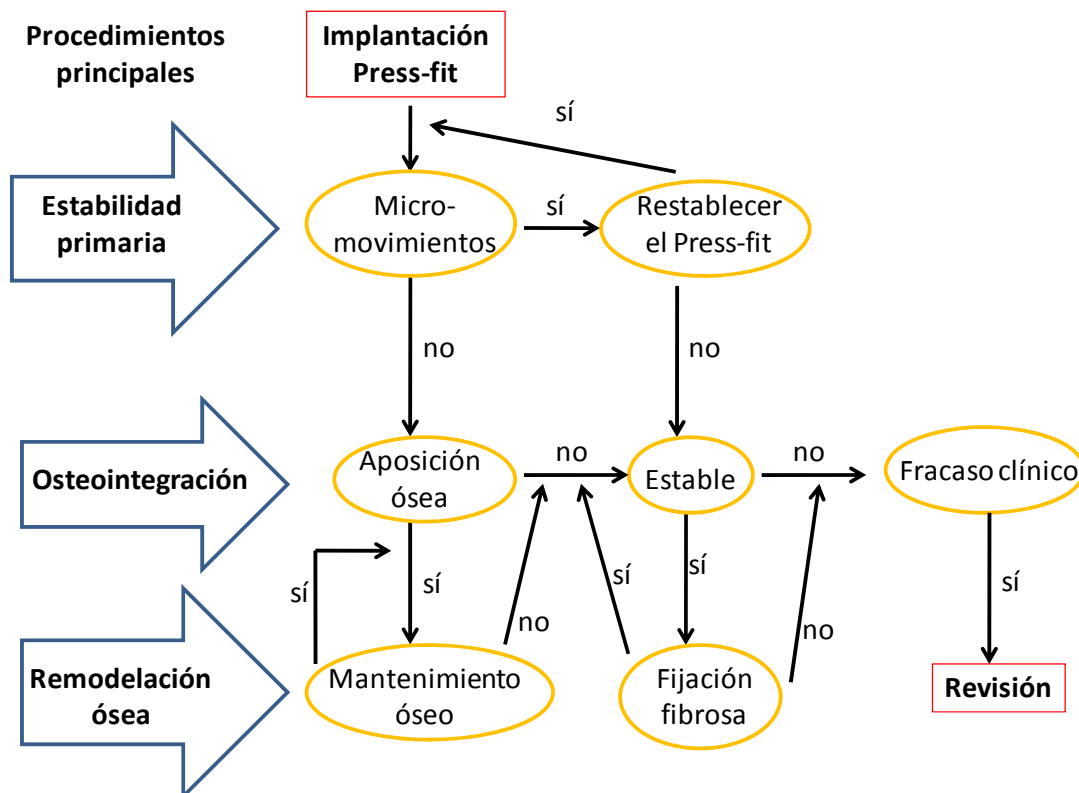 Procedimientos
principales
Implantación
Press-fit
sí
Estabilidad
primaria
Micro-
movimientos
sí
Restablecer
el Press-fit
no
no
Osteointegración
Aposición
ósea
no
Estable
no
Fracaso clínico
sí
sí
no
sí
sí
no
sí
Remodelación
ósea
Mantenimiento
óseo
Fijación
fibrosa
Revisión